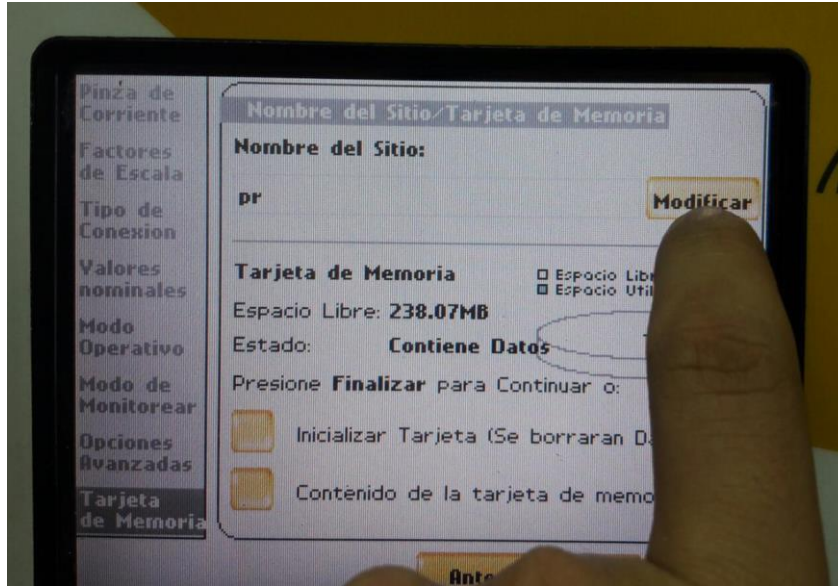 Pinza de
Corriente
Factores
de Escala
Tipo de
Conexion
Valores
nominales
Modo
Operativo
Modo de
Monitorear
Opciones
Avanzadas
Tarjeta
de Memoria
Nombre del Sitio/Tarjeta de Memoria
Nombre del Sitio:
pr
Modificar
Tarjeta de Memoria
Espacio
Espacio
Espacio Libre: 238.07MB
Estado: Contiene Datos
Presione Finalizar para Continuar o:
Inicializar Tarjeta (Se borraran
Contenido de la tarjeta de